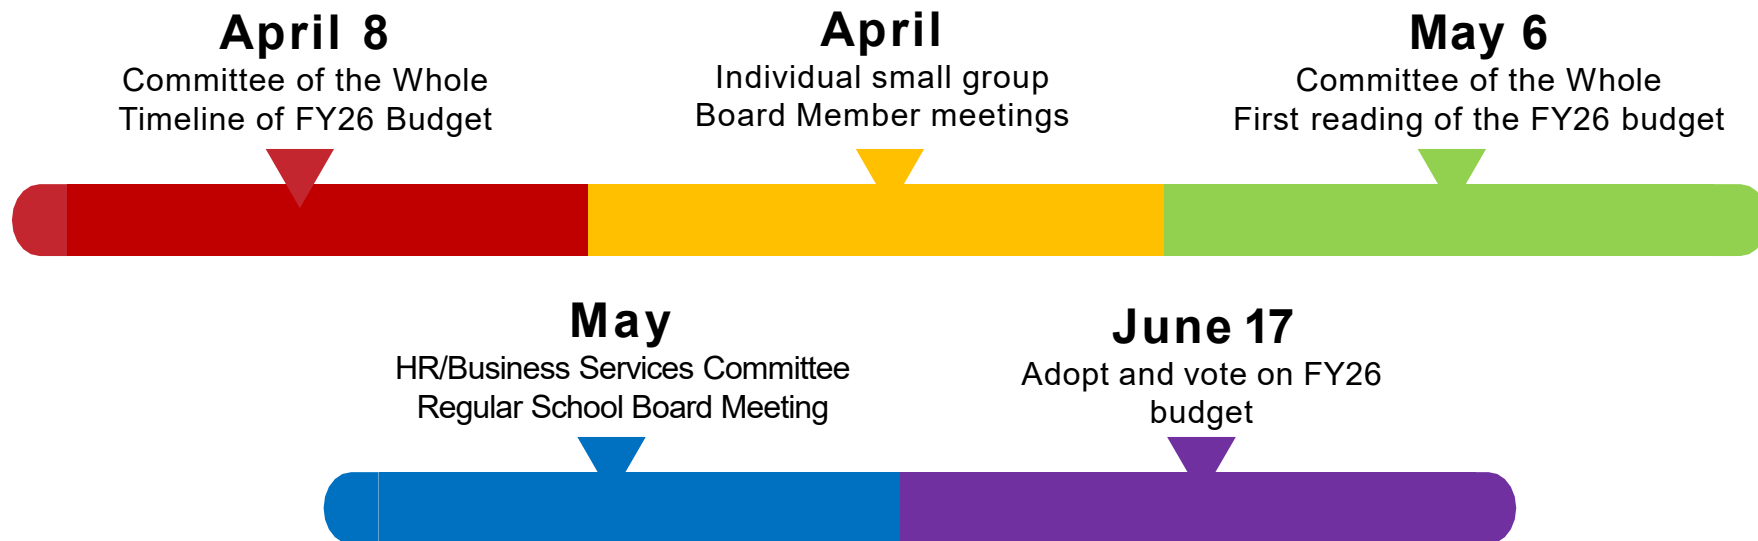 April 8
Committee of the Whole
Timeline of FY26 Budget
April
Individual small group
Board Member meetings
May 6
Committee of the Whole
First reading of the FY26 budget
May
HR/Business Services Committee
Regular School Board Meeting
June 17
Adopt and vote on FY26
budget